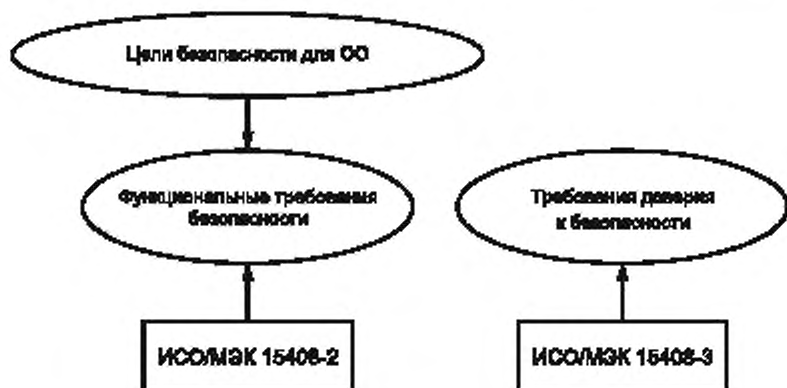 Цели безопасности для ОО
Функциональные требования
безопасности
Требования доверия
к безопасности
ИСО/МЭК 15408-2
ИСО/МЭК 15408-3